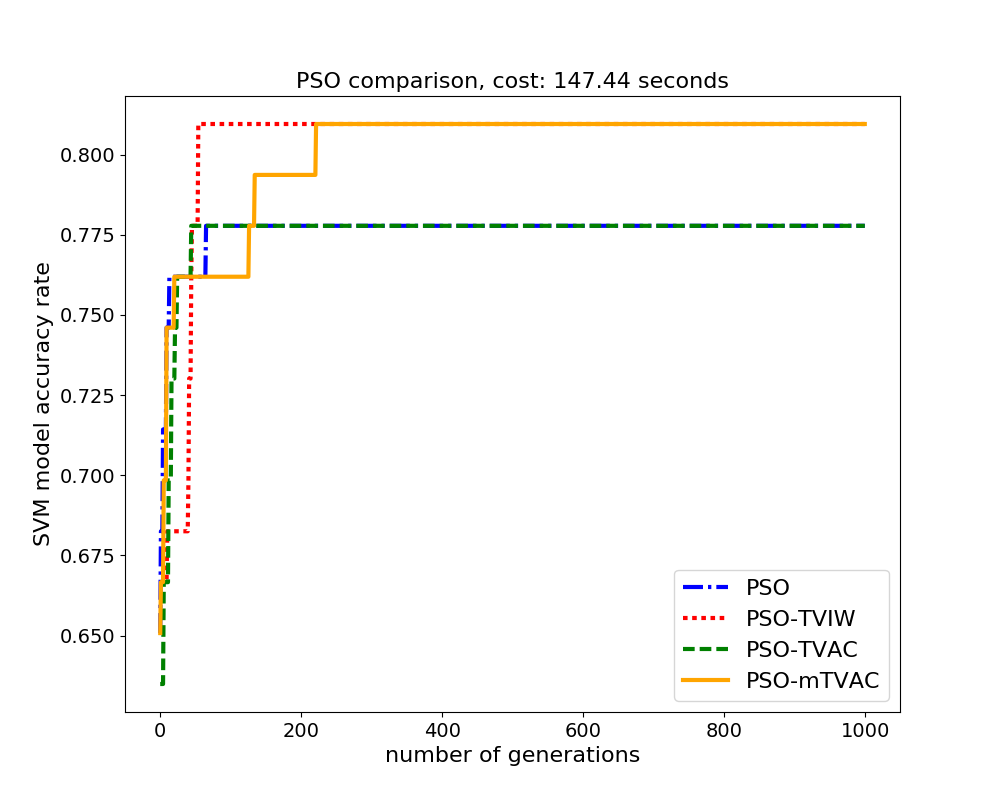 PSO comparison, cost: 147.44 seconds
SVM model accuracy rate
0.800
0.775
0.750
0.725
0.700
0.675
0.650
0 200 400 600 800 1000
number of generations
PSO
PSO-TVIW
PSO-TVAC
PSO-mTVAC